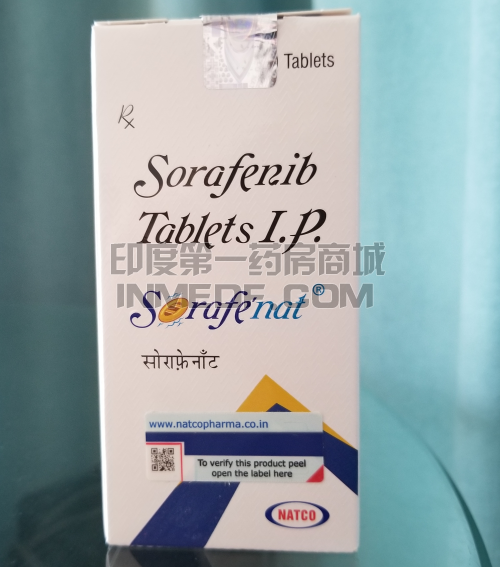 Tablets
Rx
Sorafenib
Tablets I.P.
印度第一药房商城
INMEDE.COM
Sorafenat®
सोराफ़ेनॉट
www.natcopharma.co.in
To verify this product peel
open the label here
NATCO